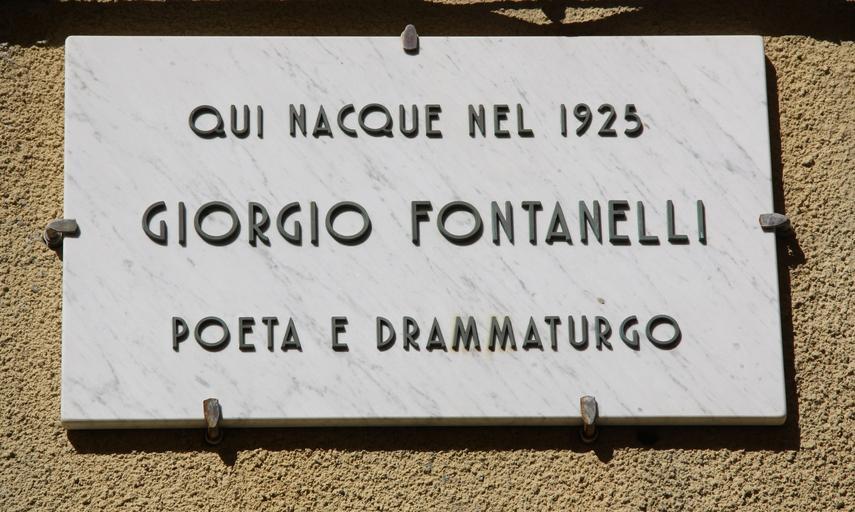 QUI NACQUE NEL 1925
GIORGIO FONTANELLI
POETA E DRAMMATURGO